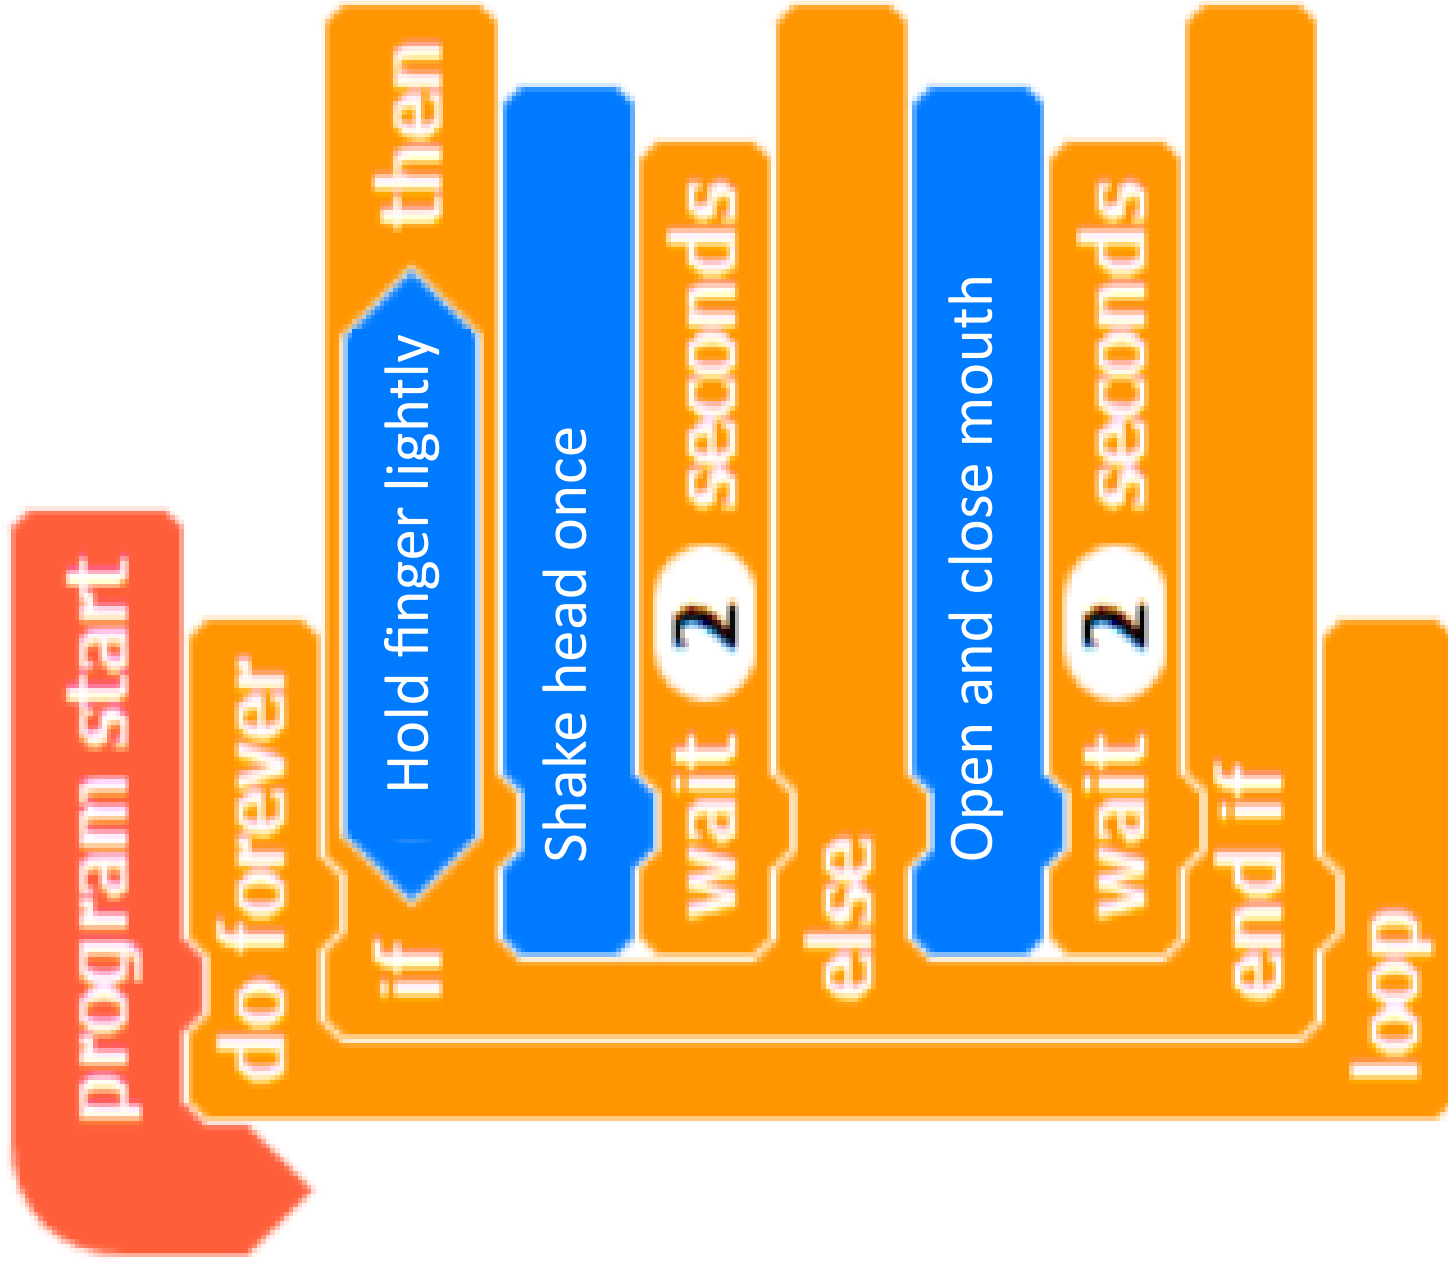 program start
do forever
if Hold finger lightly then
Shake head once
wait 2 seconds
else
Open and close mouth
wait 2 seconds
end if
loop